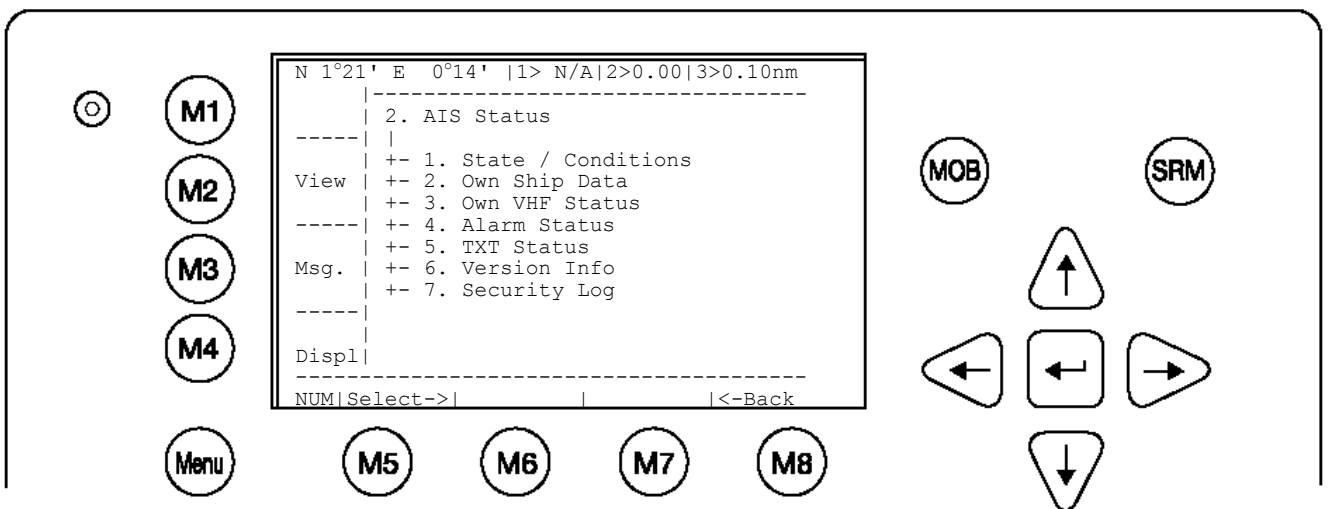 N 1°21' E 0°14' |1> N/A|2>0.00|3>0.10nm
|----------------------------------
M1
| 2. AIS Status
-----| |
| +- 1. State / Conditions
MOB
SRM
M2
View | +- 2. Own Ship Data
| +- 3. Own VHF Status
-----| +- 4. Alarm Status
| +- 5. TXT Status
M3
Msg. | +- 6. Version Info
| +- 7. Security Log
-----|
|
M4
Displ|
----------------------------------------
NUM|Select->| | |<-Back
Menu
M5
M6
M7
M8